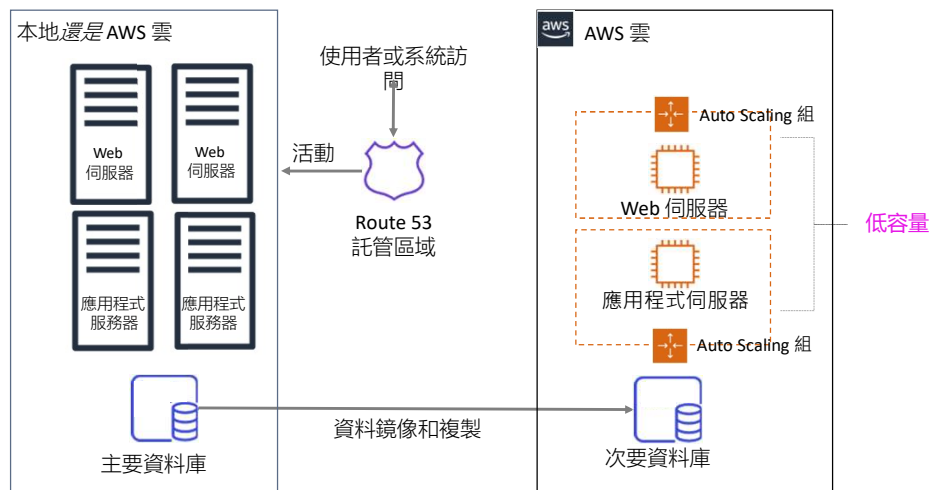 本地還是 AWS 雲
Web
伺服器
Web
伺服器
應用程式
服務器
應用程式
服務器
主要資料庫
使用者或系統訪
問
活動
Route 53
託管區域
資料鏡像和複製
aws
AWS 雲
Auto Scaling 組
Web 伺服器
應用程式伺服器
Auto Scaling 組
次要資料庫
低容量